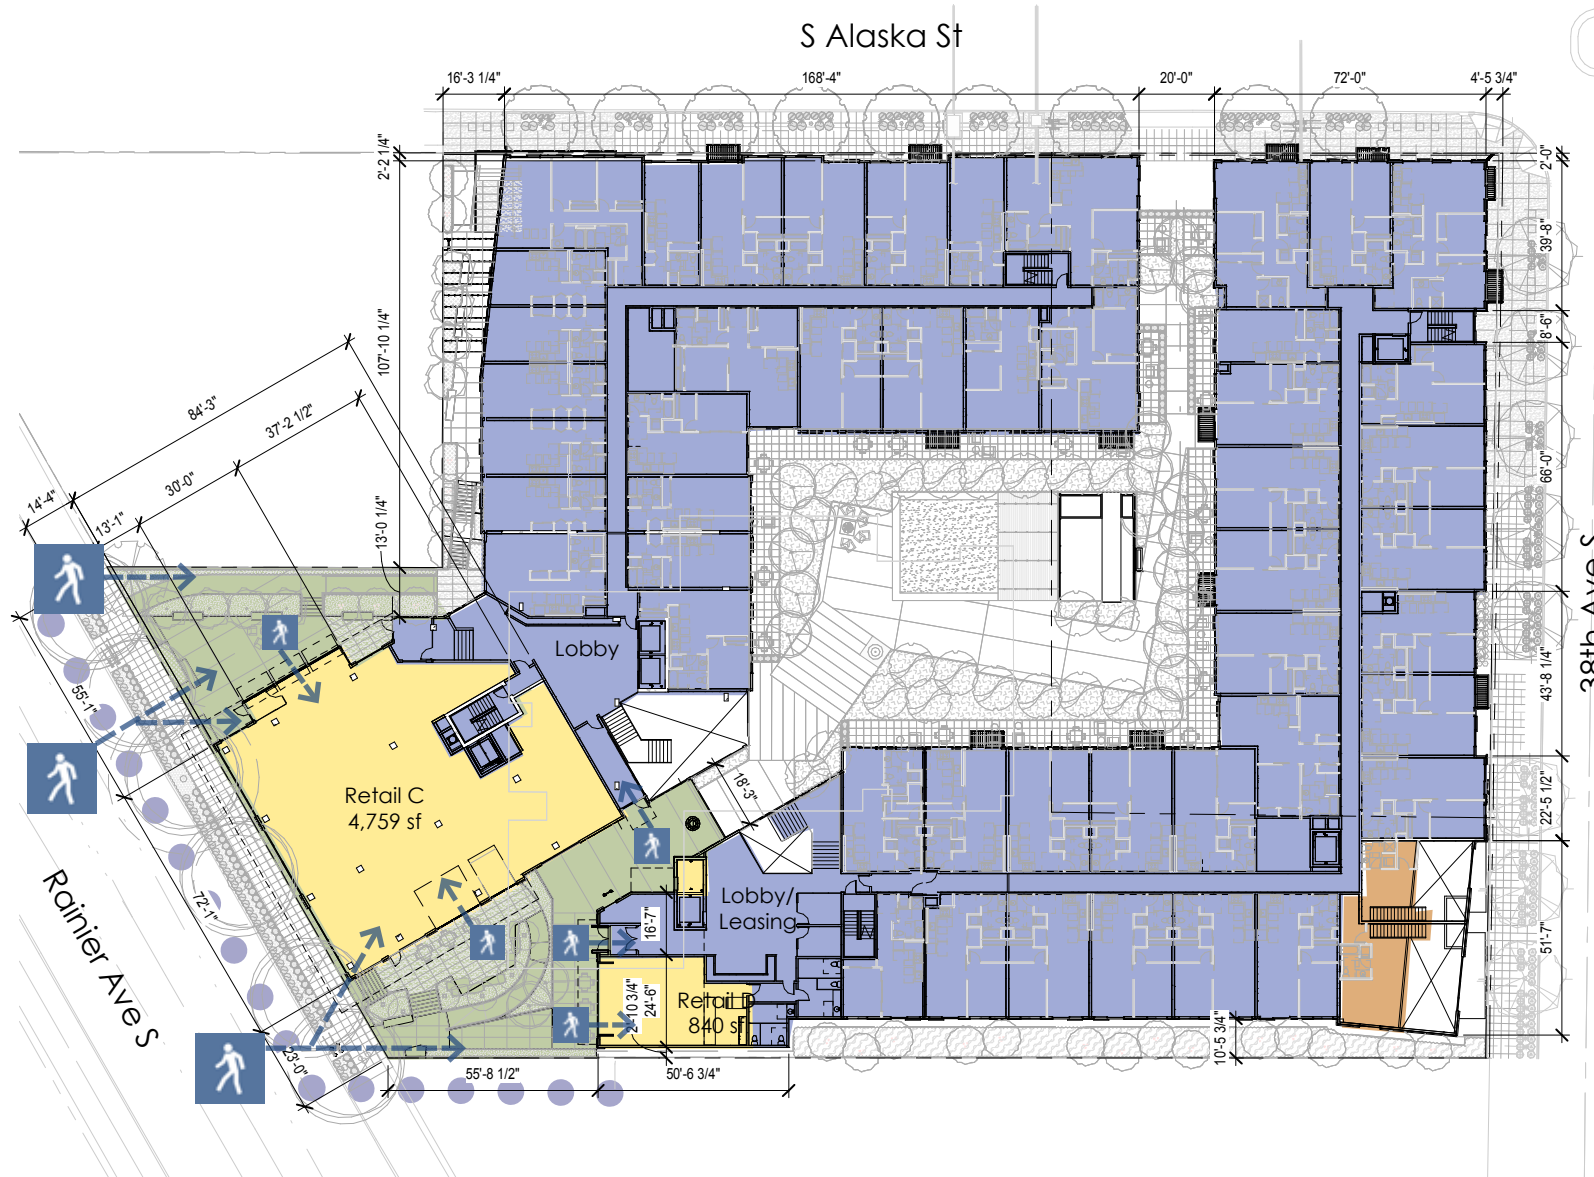 S Alaska St
16'-3 1/4"
168'-4"
20'-0"
72'-0"
4'-5 3/4"
2'-2 1/4"
2'-0"
39'-8"
8'-6"
107'-10 1/4"
84'-3"
37'-2 1/2"
30'-0"
14'-4"
13'-1"
13'-0 1/4"
66'-0"
38th Ave S
43'-8 1/4"
Lobby
55'-1"
Retail C
4,759 sf
18'-3"
22'-5 1/2"
Rainier Ave S
72'-1"
Lobby/
Leasing
16'-7"
51'-7"
24'-6"
Retail D
840 sf
10'-5 3/4"
23'-0"
55'-8 1/2"
50'-6 3/4"